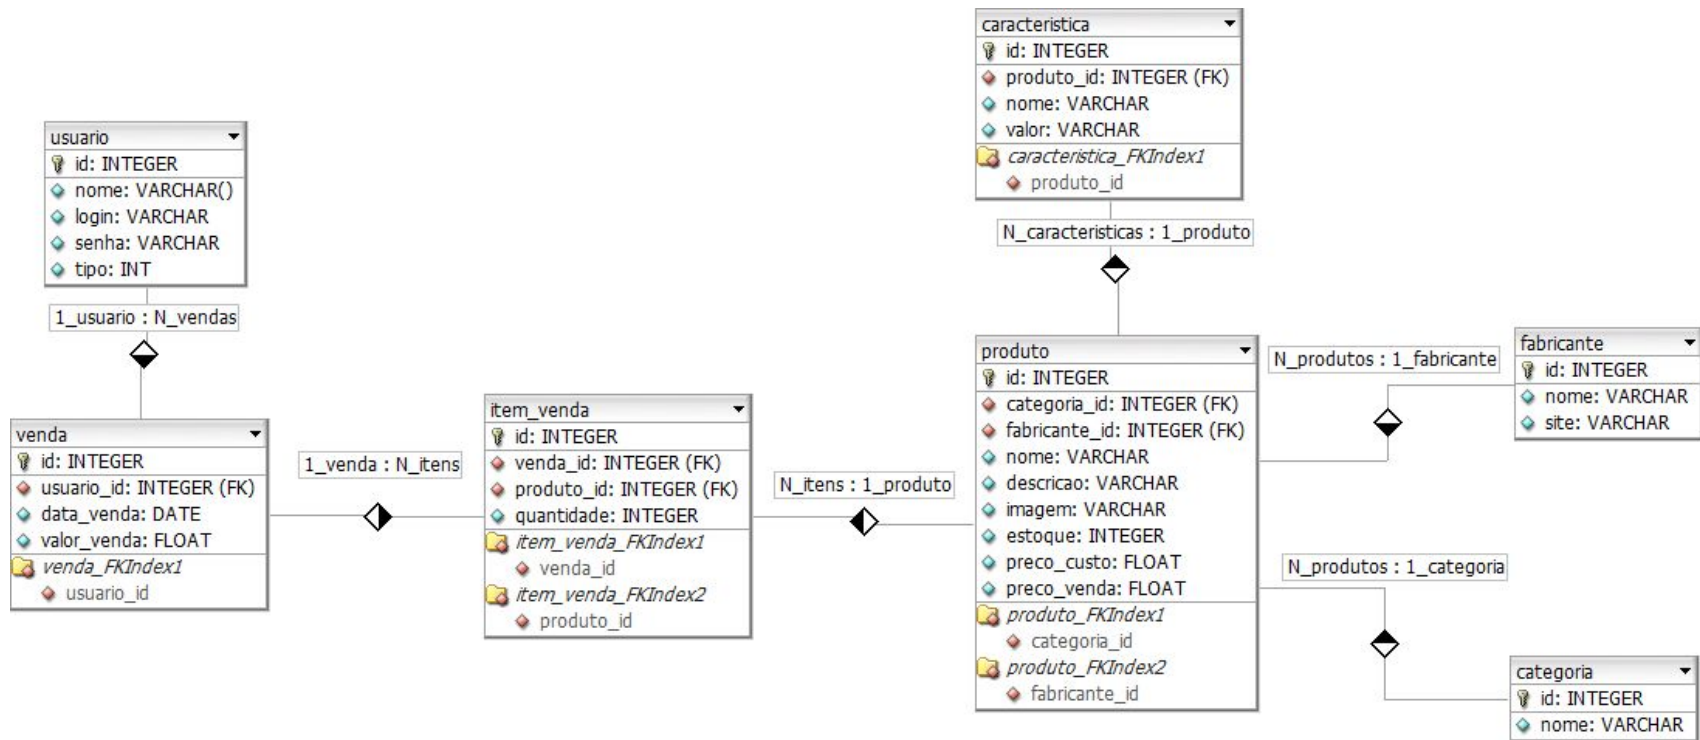 usuario
id: INTEGER
nome: VARCHAR()
login: VARCHAR
senha: VARCHAR
tipo: INT
1_usuario : N_vendas
venda
id: INTEGER
usuario_id: INTEGER (FK)
data_venda: DATE
valor_venda: FLOAT
venda_FKIndex1
usuario_id
1_venda : N_itens
item_venda
id: INTEGER
venda_id: INTEGER (FK)
produto_id: INTEGER (FK)
quantidade: INTEGER
item_venda_FKIndex1
venda_id
item_venda_FKIndex2
produto_id
N_itens : 1_produto
caracteristica
id: INTEGER
produto_id: INTEGER (FK)
nome: VARCHAR
valor: VARCHAR
caracteristica_FKIndex1
produto_id
N_caracteristicas : 1_produto
produto
id: INTEGER
categoria_id: INTEGER (FK)
fabricante_id: INTEGER (FK)
nome: VARCHAR
descricao: VARCHAR
imagem: VARCHAR
estoque: INTEGER
preco_custo: FLOAT
preco_venda: FLOAT
produto_FKIndex1
categoria_id
produto_FKIndex2
fabricante_id
N_produtos : 1_fabricante
fabricante
id: INTEGER
nome: VARCHAR
site: VARCHAR
N_produtos : 1_categoria
categoria
id: INTEGER
nome: VARCHAR